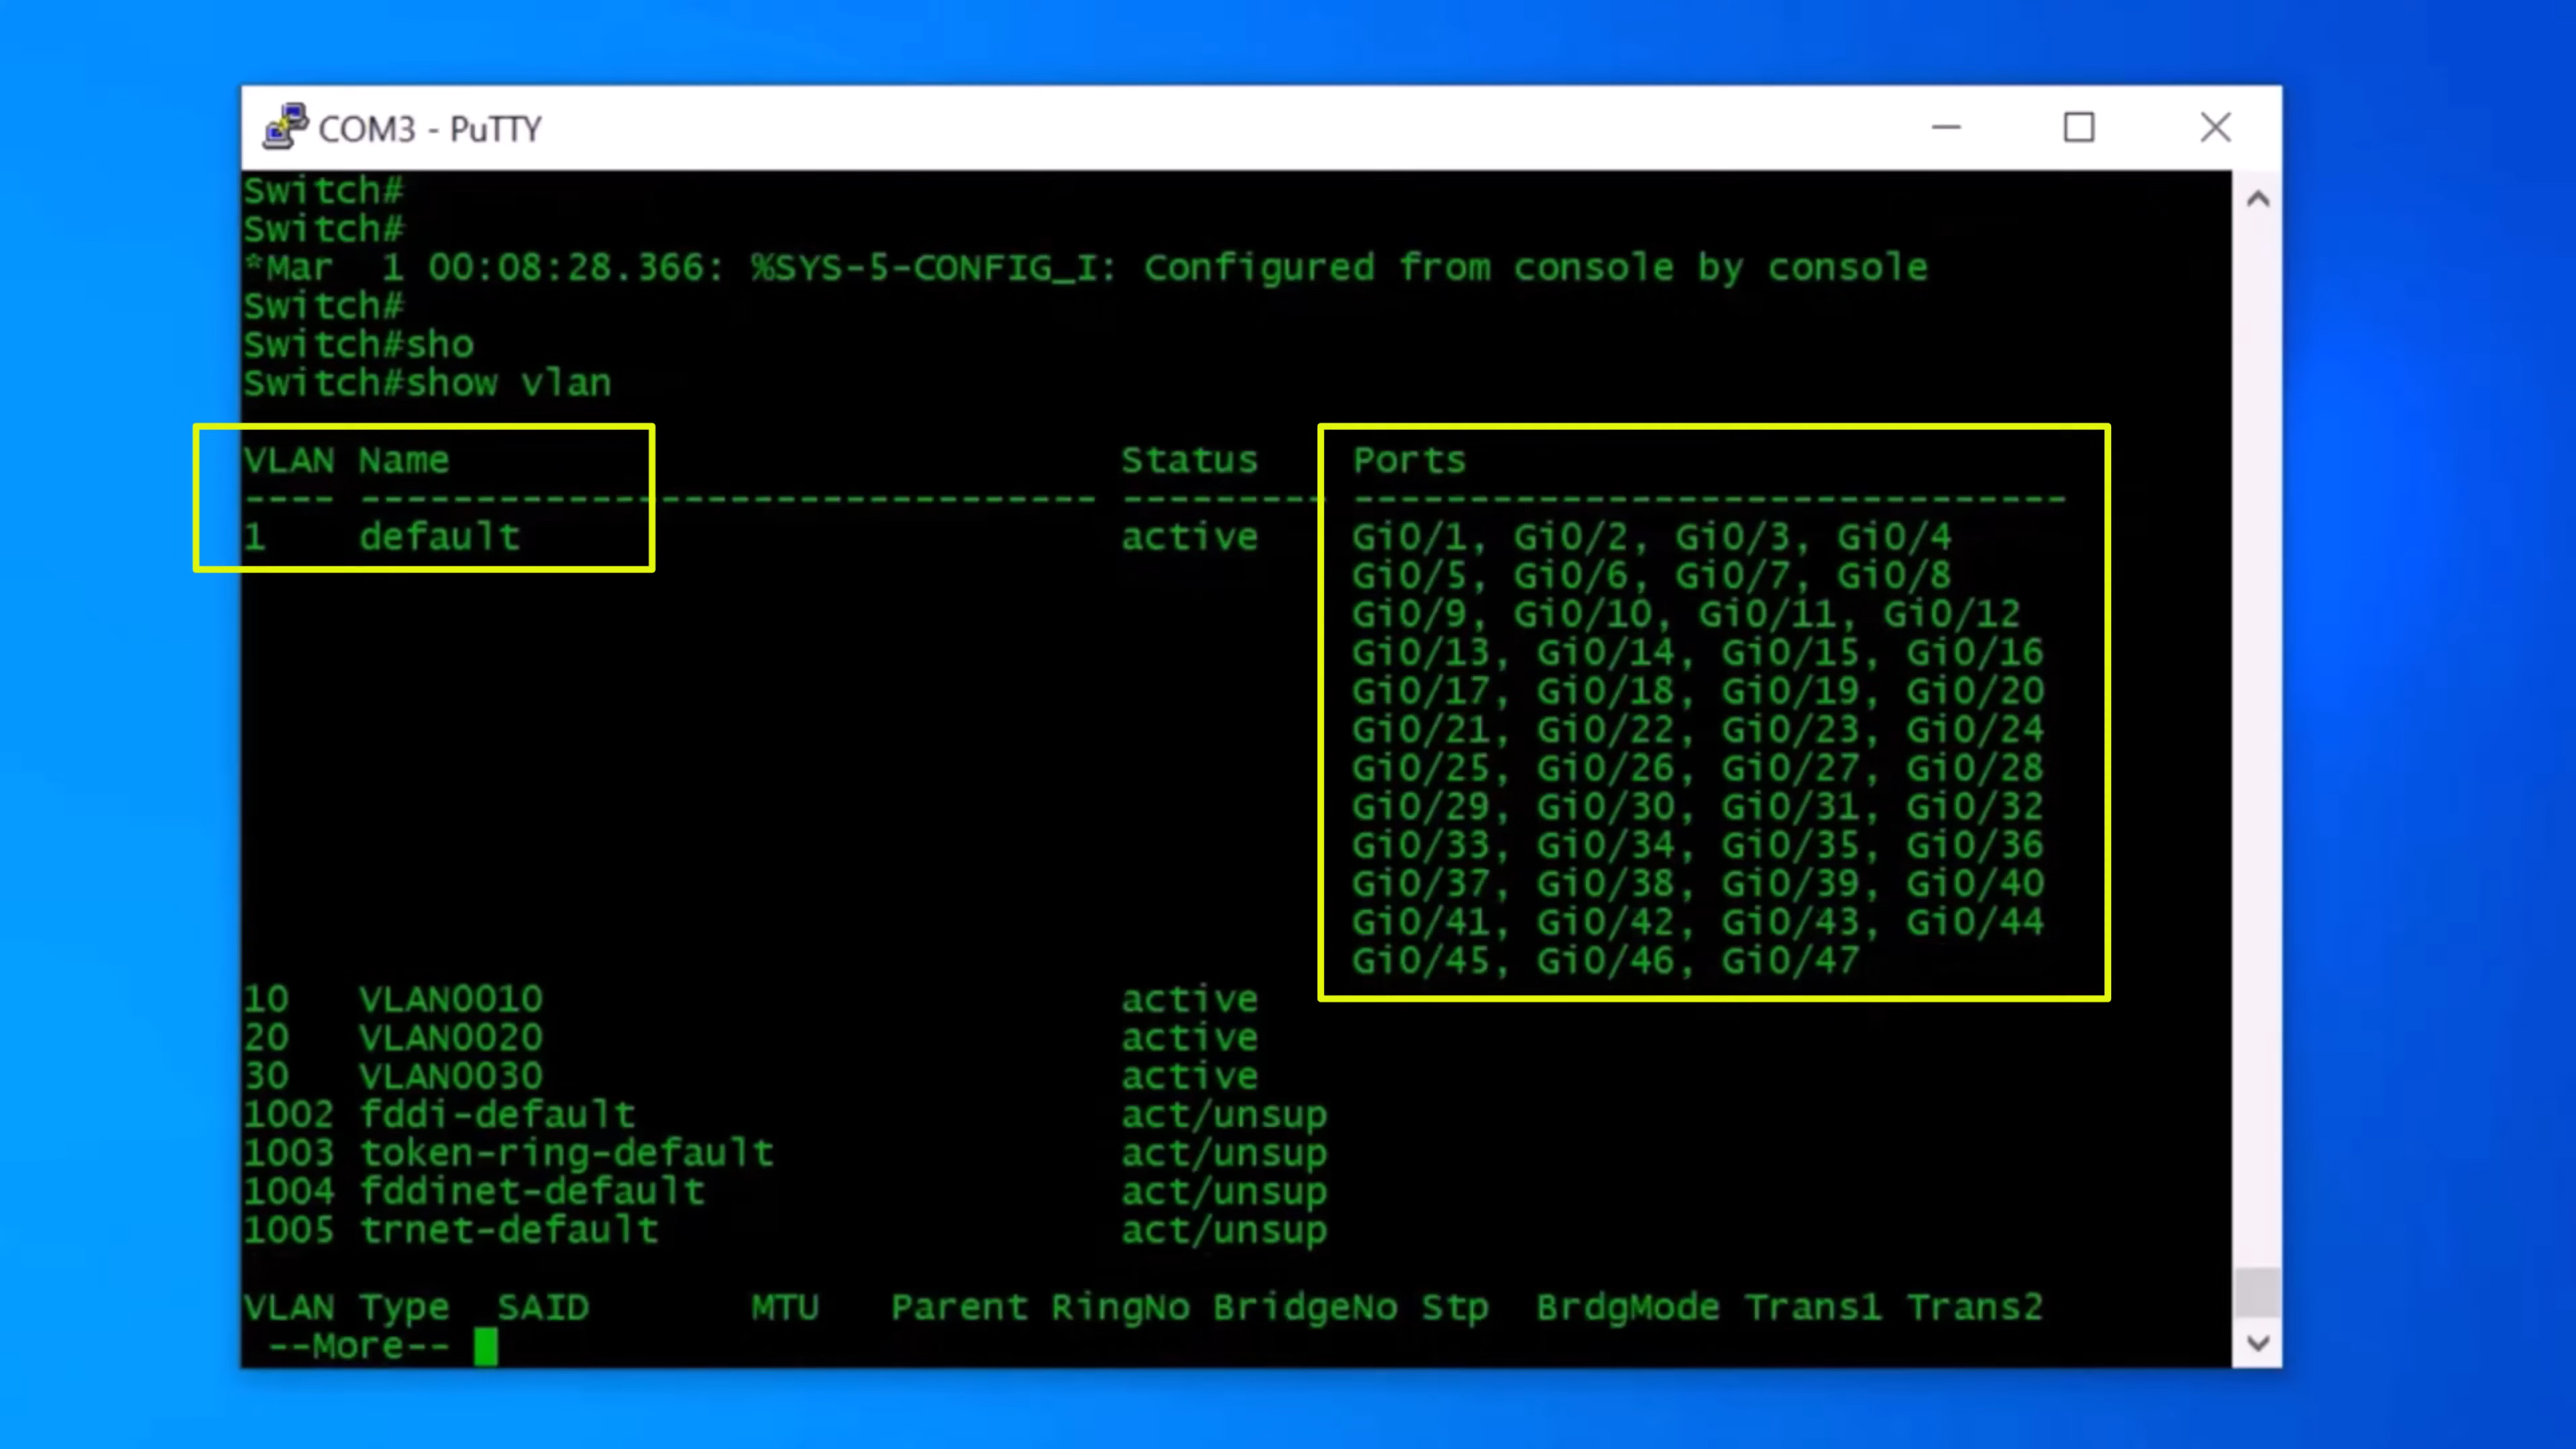 COM3 - PuTTY
Switch#
Switch#
*Mar  1 00:08:28.366: %SYS-5-CONFIG_I: Configured from console by console
Switch#
Switch#sho
Switch#show vlan
VLAN Name                             Status    Ports
---- -------------------------------- --------- -------------------------------
1    default                          active    Gi0/1, Gi0/2, Gi0/3, Gi0/4
                                                Gi0/5, Gi0/6, Gi0/7, Gi0/8
                                                Gi0/9, Gi0/10, Gi0/11, Gi0/12
                                                Gi0/13, Gi0/14, Gi0/15, Gi0/16
                                                Gi0/17, Gi0/18, Gi0/19, Gi0/20
                                                Gi0/21, Gi0/22, Gi0/23, Gi0/24
                                                Gi0/25, Gi0/26, Gi0/27, Gi0/28
                                                Gi0/29, Gi0/30, Gi0/31, Gi0/32
                                                Gi0/33, Gi0/34, Gi0/35, Gi0/36
                                                Gi0/37, Gi0/38, Gi0/39, Gi0/40
                                                Gi0/41, Gi0/42, Gi0/43, Gi0/44
                                                Gi0/45, Gi0/46, Gi0/47
10   VLAN0010                         active
20   VLAN0020                         active
30   VLAN0030                         active
1002 fddi-default                     act/unsup
1003 token-ring-default               act/unsup
1004 fddinet-default                  act/unsup
1005 trnet-default                    act/unsup
VLAN Type  SAID       MTU   Parent RingNo BridgeNo Stp  BrdgMode Trans1 Trans2
 --More--